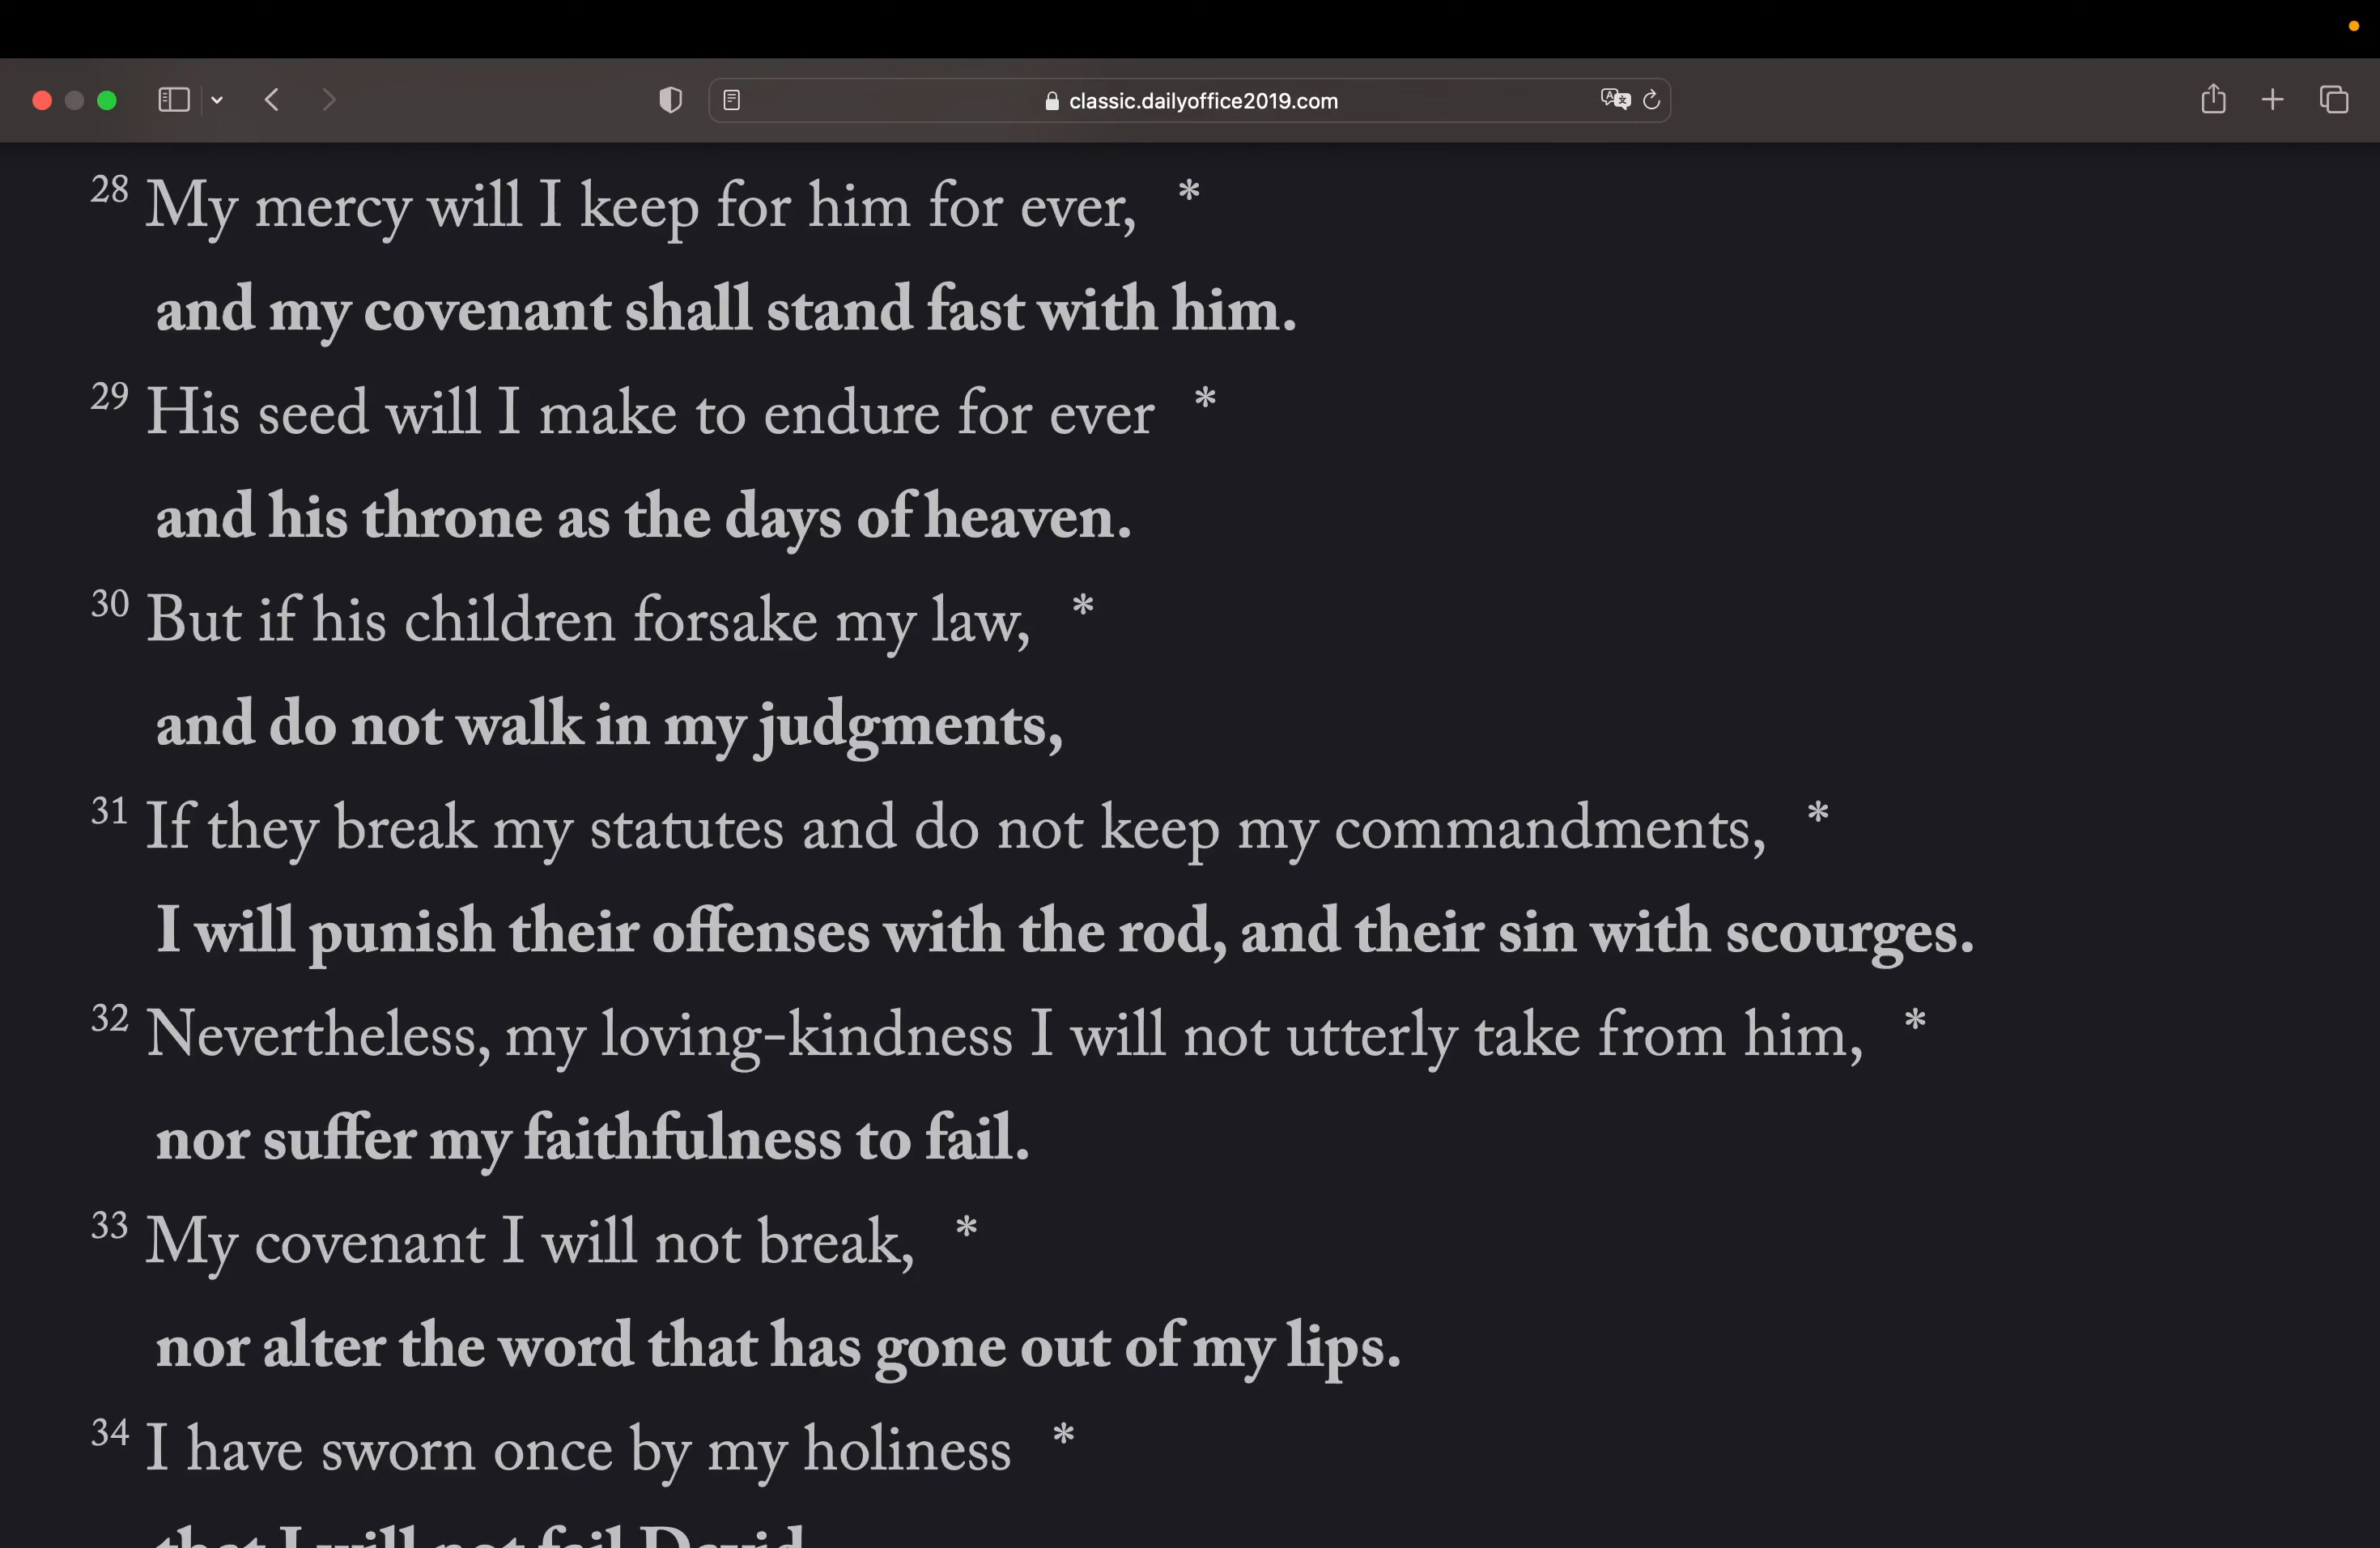 classic.dailyoffice2019.com
28 My mercy will I keep for him for ever, *
and my covenant shall stand fast with him.
29 His seed will I make to endure for ever *
and his throne as the days of heaven.
30 But if his children forsake my law, *
and do not walk in my judgments,
31 If they break my statutes and do not keep my commandments, *
I will punish their offenses with the rod, and their sin with scourges.
32 Nevertheless, my loving-kindness I will not utterly take from him, *
nor suffer my faithfulness to fail.
33 My covenant I will not break, *
nor alter the word that has gone out of my lips.
34 I have sworn once by my holiness *
that I will not fail David